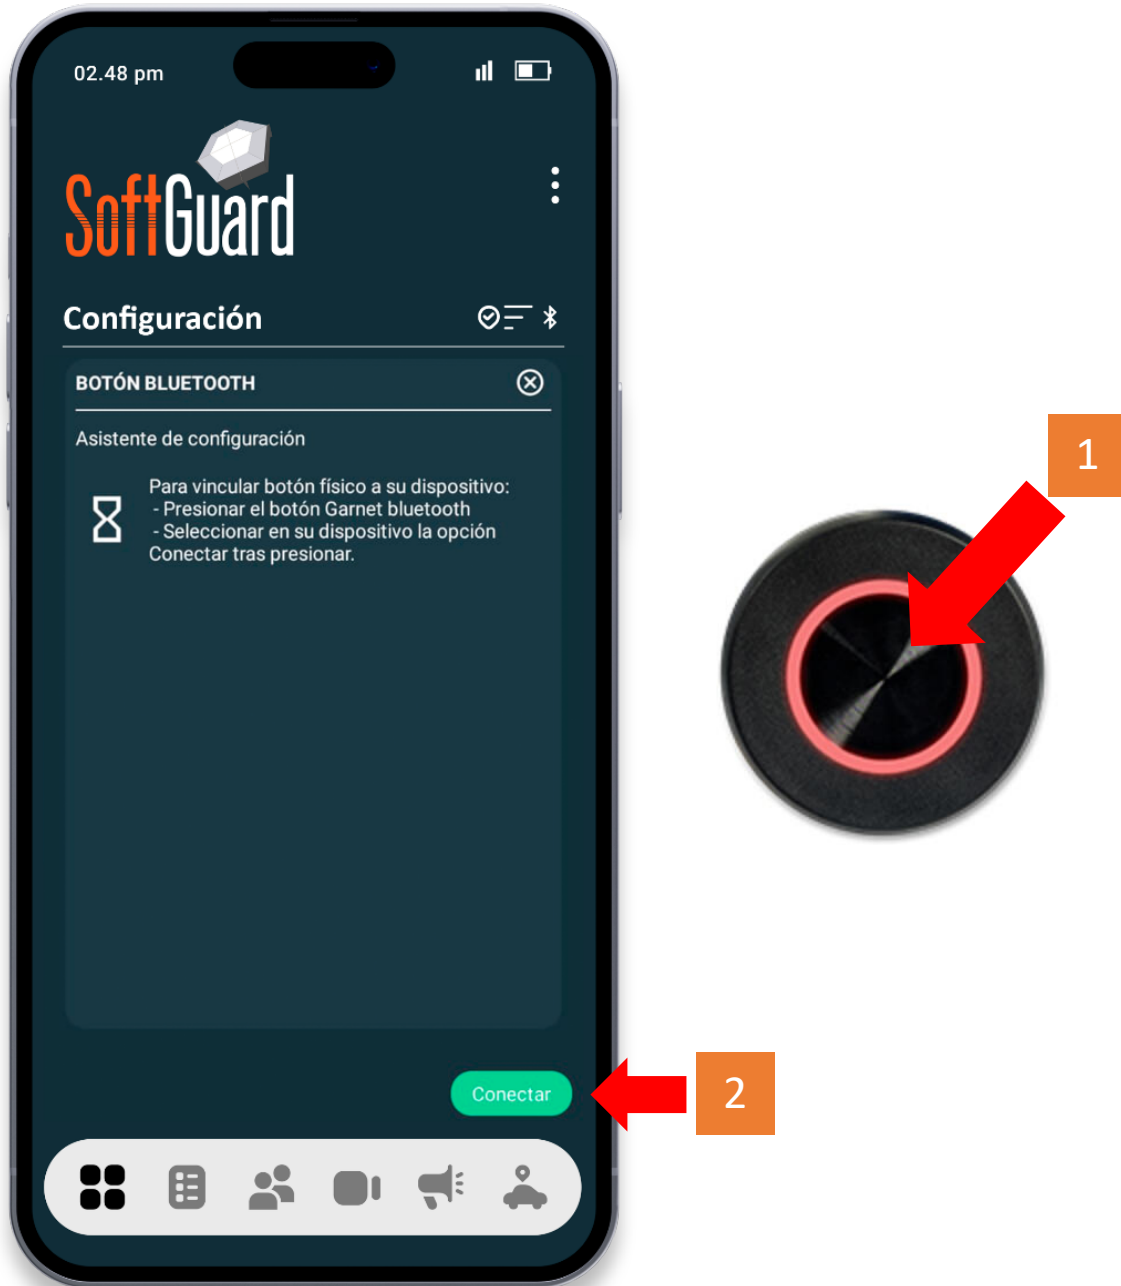 02.48 pm
SoftGuard
Configuración
BOTÓN BLUETOOTH
Asistente de configuración
Para vincular botón físico a su dispositivo:
- Presionar el botón Garnet bluetooth
- Seleccionar en su dispositivo la opción
Conectar tras presionar.
1
Conectar
2